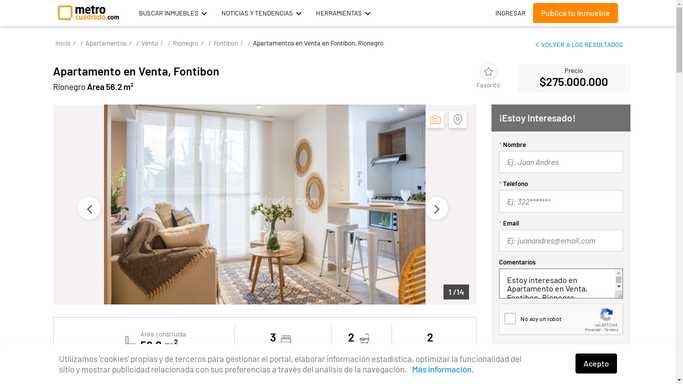 metro
cuadrado.com
BUSCAR INMUEBLES
NOTICIAS Y TENDENCIAS
HERRAMIENTAS
INGRESAR
Publica tu Inmueble
Inicio / / Apartamentos / / Venta / / Rionegro / / Fontibon / / Apartamentos en Venta en Fontibon, Rionegro
VOLVER A LOS RESULTADOS
Apartamento en Venta, Fontibon
Rionegro Area 56.2 m²
Favorito
Precio
$275.000.000
1 /14
¡Estoy Interesado!
* Nombre
Ej: Juan Andres
* Telefono
Ej: 322*******
* Email
Ej: juanandres@email.com
Comentarios
Estoy interesado en
Apartamento en Venta,
Fontibon, Rionegro
No soy un robot
reCAPTCHA
Privacidad - Términos
Área construida
3
2
2
Utilizamos 'cookies' propias y de terceros para gestionar el portal, elaborar información estadística, optimizar la funcionalidad del
sitio y mostrar publicidad relacionada con sus preferencias a través del análisis de la navegación. Más información.
Acepto